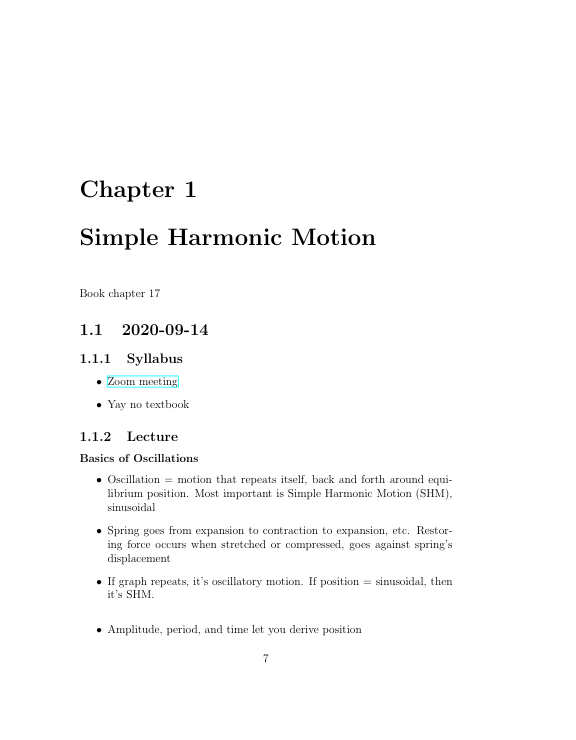 Chapter 1
Simple Harmonic Motion
Book chapter 17
1.1 2020-09-14
1.1.1 Syllabus
• Zoom meeting
• Yay no textbook
1.1.2 Lecture
Basics of Oscillations
• Oscillation = motion that repeats itself, back and forth around equi-
librium position. Most important is Simple Harmonic Motion (SHM),
sinusoidal
• Spring goes from expansion to contraction to expansion, etc. Restor-
ing force occurs when stretched or compressed, goes against spring's
displacement
• If graph repeats, it's oscillatory motion. If position = sinusoidal, then
it's SHM.
• Amplitude, period, and time let you derive position
7